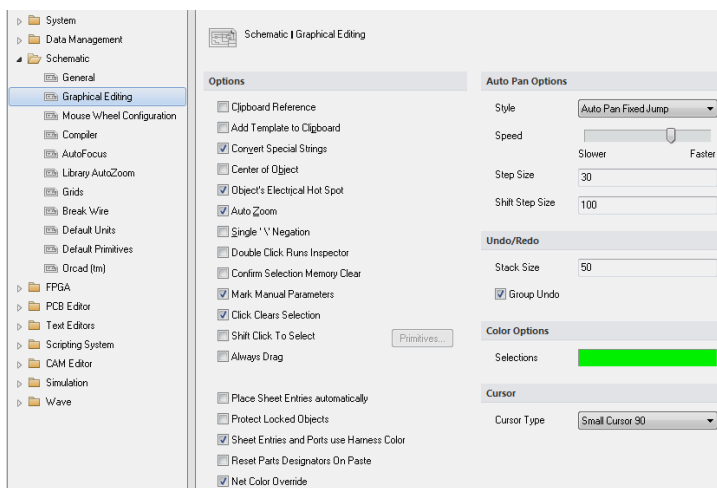 System
Data Management
Schematic
General
Graphical Editing
Mouse Wheel Configuration
Compiler
AutoFocus
Library AutoZoom
Grids
Break Wire
Default Units
Default Primitives
Orcad (tm)
FPGA
PCB Editor
Text Editors
Scripting System
CAM Editor
Simulation
Wave
Schematic | Graphical Editing
Options
Clipboard Reference
Add Template to Clipboard
Convert Special Strings
Center of Object
Object's Electrical Hot Spot
Auto Zoom
Single '\' Negation
Double Click Runs Inspector
Confirm Selection Memory Clear
Mark Manual Parameters
Click Clears Selection
Shift Click To Select
Primitives...
Always Drag
Place Sheet Entries automatically
Protect Locked Objects
Sheet Entries and Ports use Harness Color
Reset Parts Designators On Paste
Net Color Override
Auto Pan Options
Style Auto Pan Fixed Jump
Speed
Slower Faster
Step Size 30
Shift Step Size 100
Undo/Redo
Stack Size 50
Group Undo
Color Options
Selections
Cursor
Cursor Type Small Cursor 90